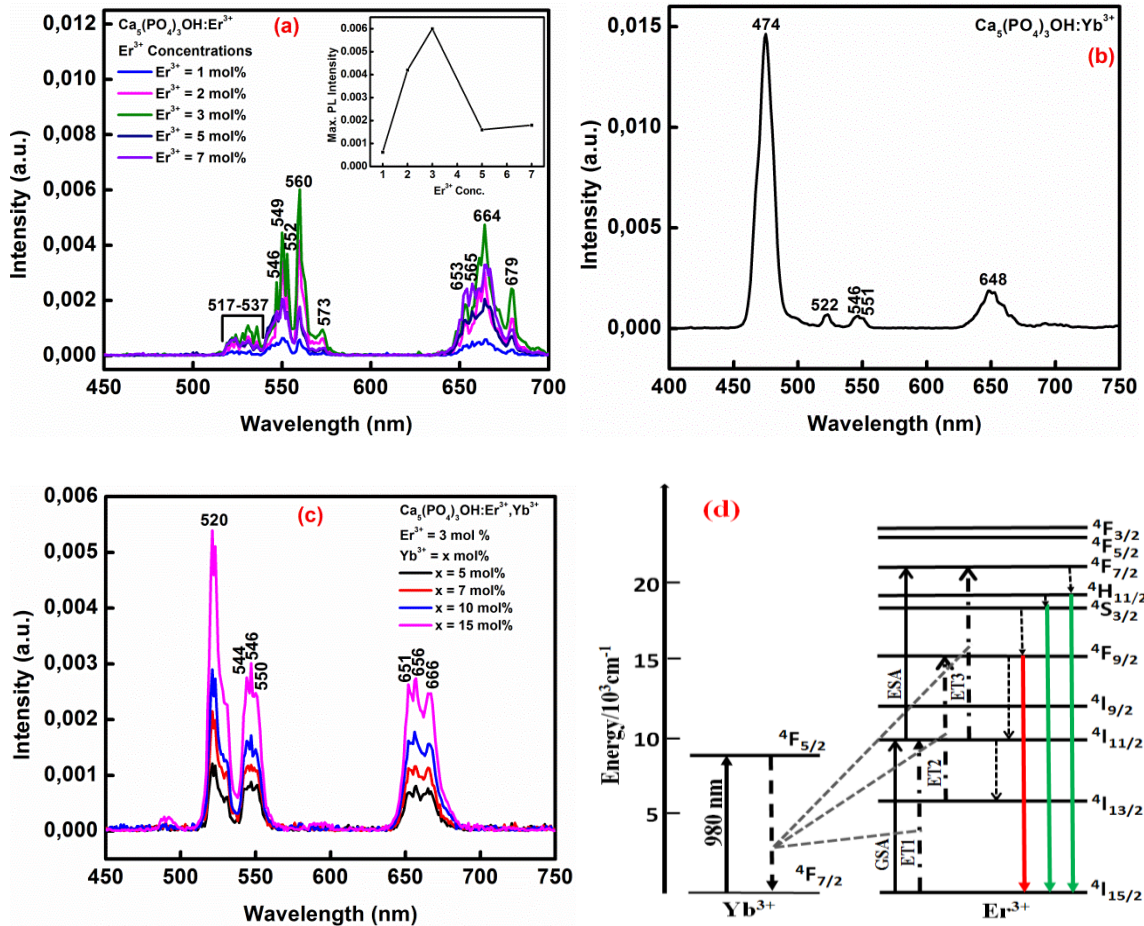 Ca₅(PO₄)₃OH:Er³⁺
(a)
Er³⁺ Concentrations
Er³⁺ = 1 mol%
Er³⁺ = 2 mol%
Er³⁺ = 3 mol%
Er³⁺ = 5 mol%
Er³⁺ = 7 mol%
0,012
0,010
0,008
0,006
0,004
0,002
0,000
Intensity (a.u.)
450 500 550 600 650 700
Wavelength (nm)
517-537
546
549
552
560
573
653
565
664
679
Max. PL Intensity
0.006
0.005
0.004
0.003
0.002
0.001
0.000
1 2 3 4 5 6 7
Er³⁺ Conc.
Ca₅(PO₄)₃OH:Yb³⁺
(b)
0,015
0,010
0,005
0,000
Intensity (a.u.)
474
522
546
551
648
400 450 500 550 600 650 700 750
Wavelength (nm)
(c)
Ca₅(PO₄)₃OH:Er³⁺,Yb³⁺
Er³⁺ = 3 mol %
Yb³⁺ = x mol%
x = 5 mol%
x = 7 mol%
x = 10 mol%
x = 15 mol%
0,006
0,005
0,004
0,003
0,002
0,001
0,000
Intensity (a.u.)
520
544
546
550
651
656
666
450 500 550 600 650 700 750
Wavelength (nm)
(d)
Energy/10³cm⁻¹
20
15
10
5
0
980 nm
⁴F₅/₂
⁴F₇/₂
Yb³⁺
GSA
ESA
ET1
ET2
ET3
⁴F₃/₂
⁴F₅/₂
⁴F₇/₂
⁴H₁₁/₂
⁴S₃/₂
⁴F₉/₂
⁴I₉/₂
⁴I₁₁/₂
⁴I₁₃/₂
⁴I₁₅/₂
Er³⁺